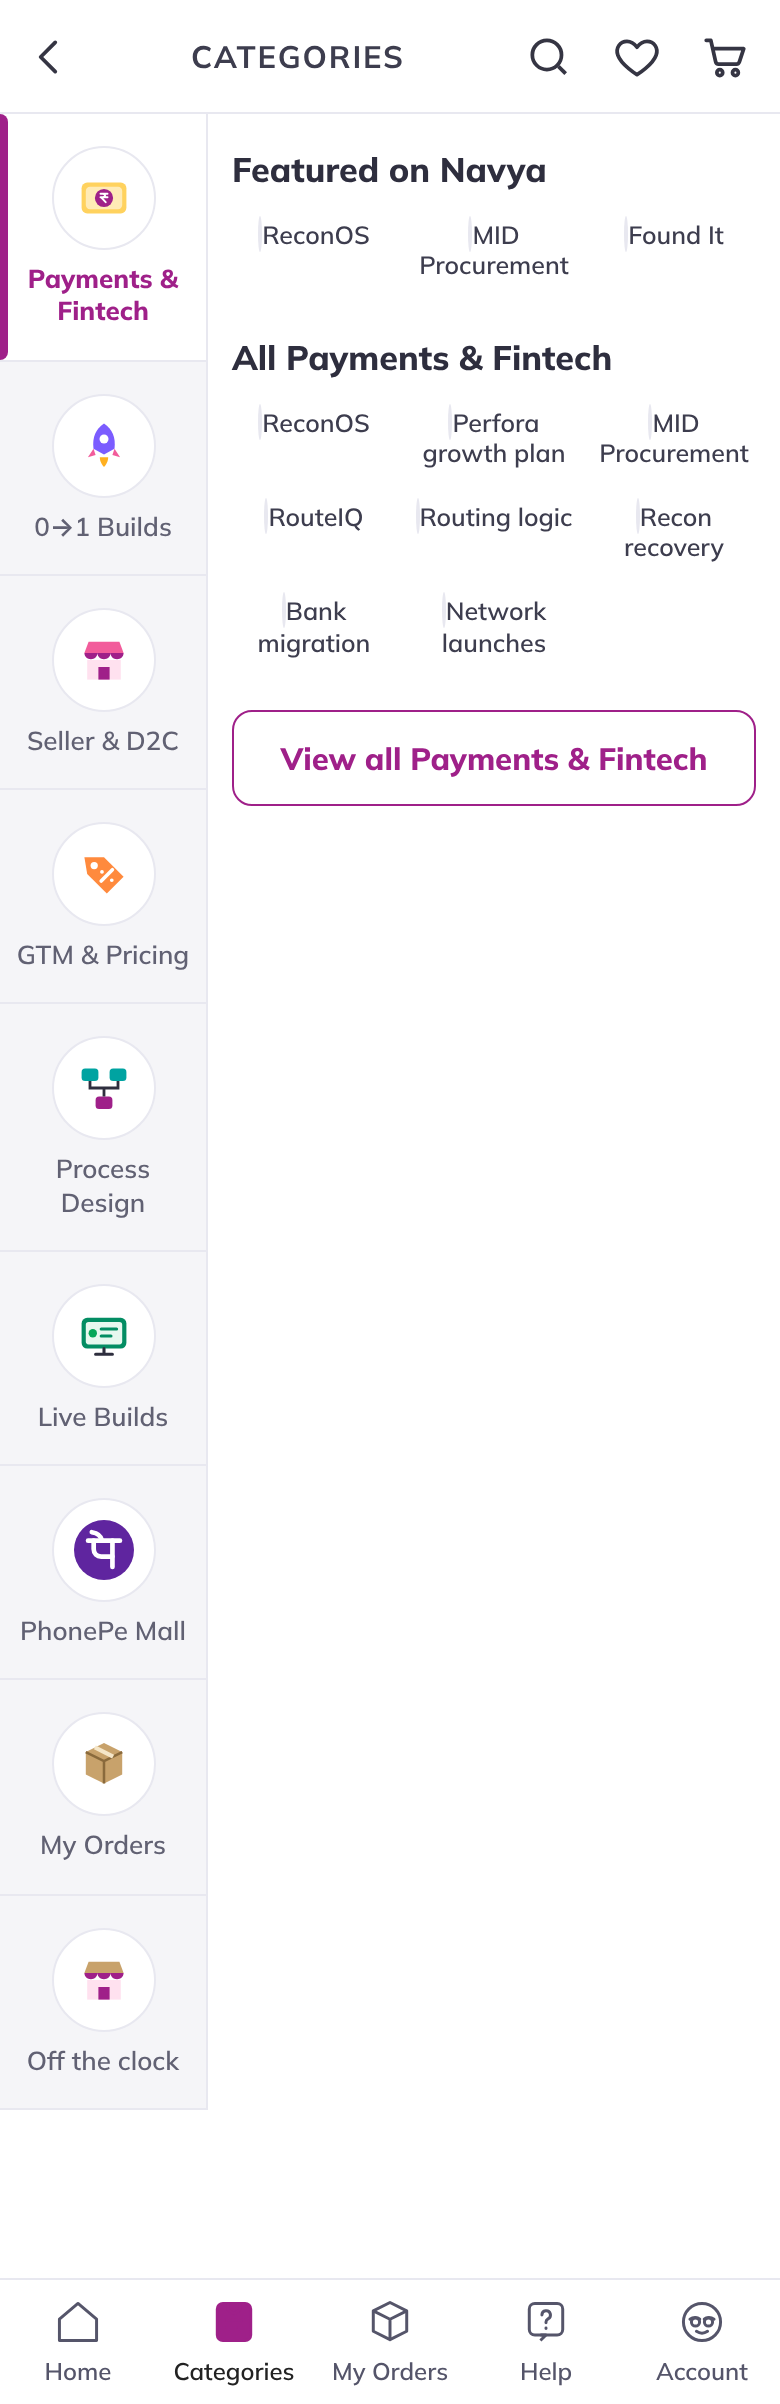 CATEGORIES
₹
Payments &
Fintech
0→1 Builds
Seller & D2C
GTM & Pricing
Process
Design
Live Builds
पे
PhonePe Mall
My Orders
Off the clock
Featured on Navya
ReconOS
MID
Procurement
Found It
All Payments & Fintech
ReconOS
Perfora
growth plan
MID
Procurement
RouteIQ
Routing logic
Recon
recovery
Bank
migration
Network
launches
View all Payments & Fintech
Home
Categories
My Orders
?
Help
Account